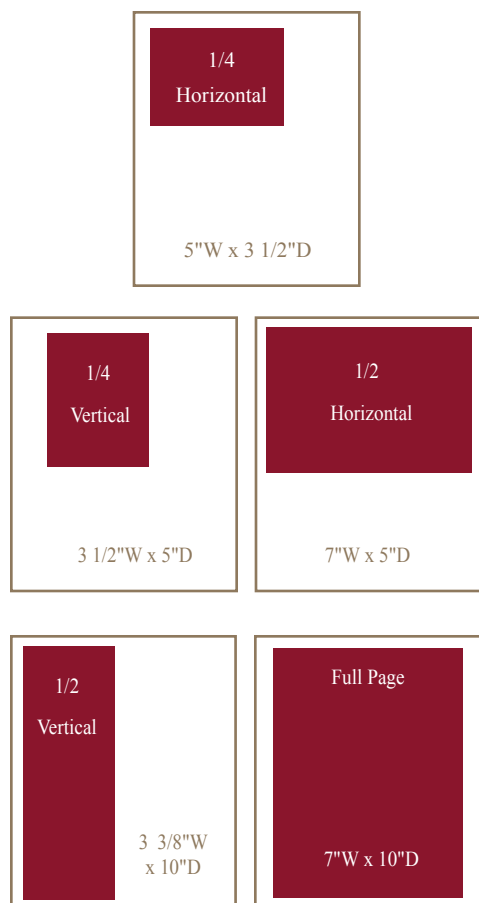 1/4
Horizontal
5"W x 3 1/2"D
1/4
Vertical
3 1/2"W x 5"D
1/2
Horizontal
7"W x 5"D
1/2
Vertical
3 3/8"W
x 10"D
Full Page
7"W x 10"D